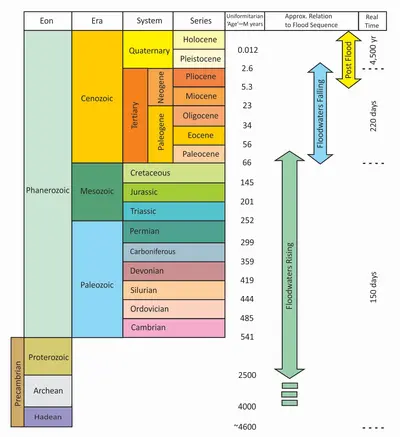 Eon
Era
System
Series
Uniformitarian
'Age'~M years
Approx. Relation
to Flood Sequence
Real
Time
Phanerozoic
Cenozoic
Quaternary
Holocene
Pleistocene
0.012
2.6
Tertiary
Neogene
Pliocene
5.3
Miocene
23
Paleogene
Oligocene
34
Eocene
56
Paleocene
66
Mesozoic
Cretaceous
145
Jurassic
201
Triassic
252
Paleozoic
Permian
299
Carboniferous
359
Devonian
419
Silurian
444
Ordovician
485
Cambrian
541
Precambrian
Proterozoic
2500
Archean
4000
Hadean
~4600
Floodwaters Rising
Floodwaters Falling
Post Flood
4,500 yr
220 days
150 days